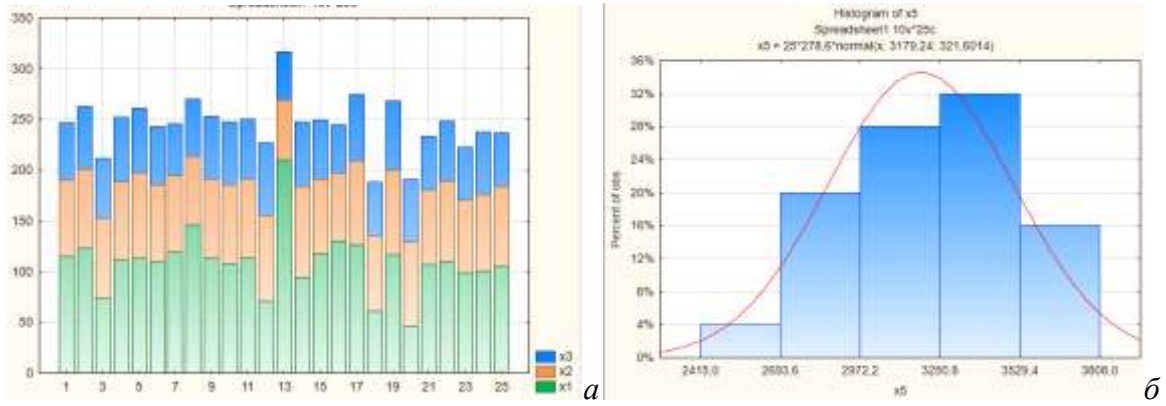 350
300
250
200
150
100
50
0
1 3 5 7 9 11 13 15 17 19 21 23 25
x3
x2
x1
а
Histogram of x5
Spreadsheet1 10v*25c
x5 = 25*278,6*normal(x; 3179,24; 321,6014)
36%
32%
28%
24%
20%
16%
12%
8%
4%
0%
Percent of obs
2415,0 2693,6 2972,2 3250,8 3529,4 3808,0
x5
б